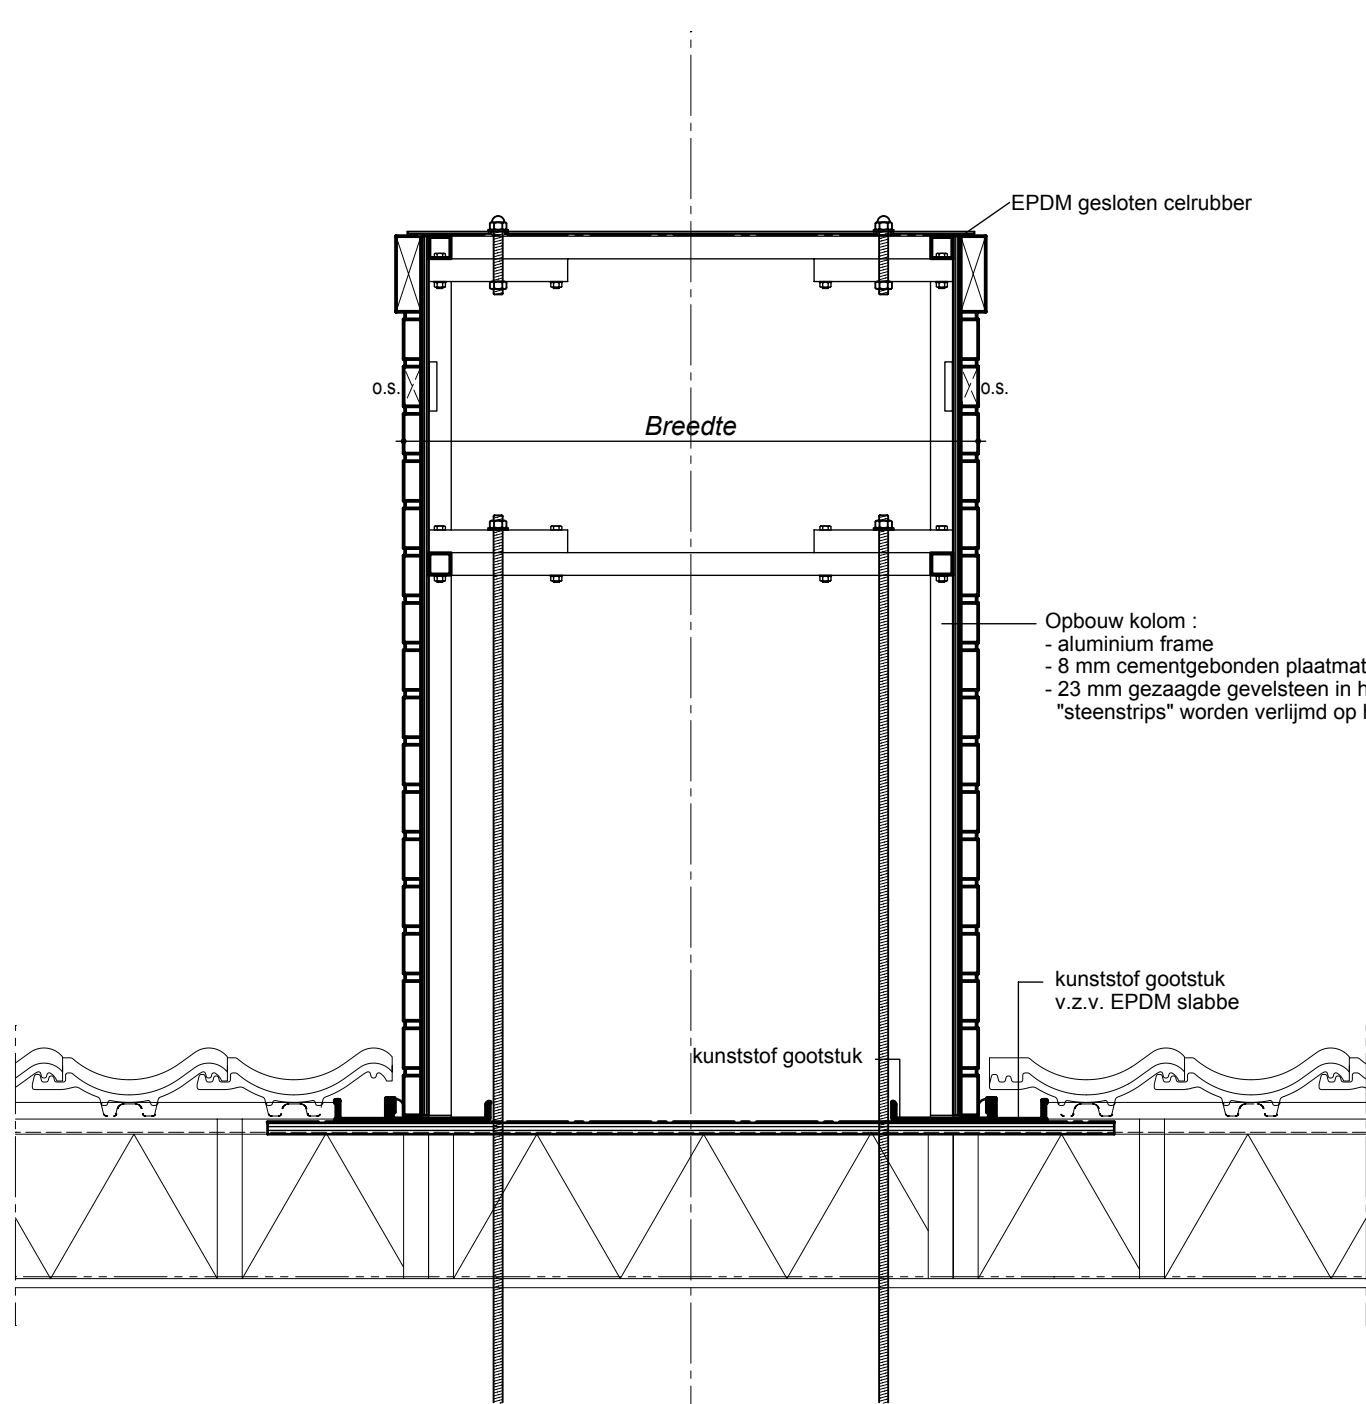 EPDM gesloten celrubber
o.s.
o.s.
Breedte
Opbouw kolom :
- aluminium frame
- 8 mm cementgebonden plaatmat
- 23 mm gezaagde gevelsteen in h
"steenstrips" worden verlijmd op h
kunststof gootstuk
v.z.v. EPDM slabbe
kunststof gootstuk